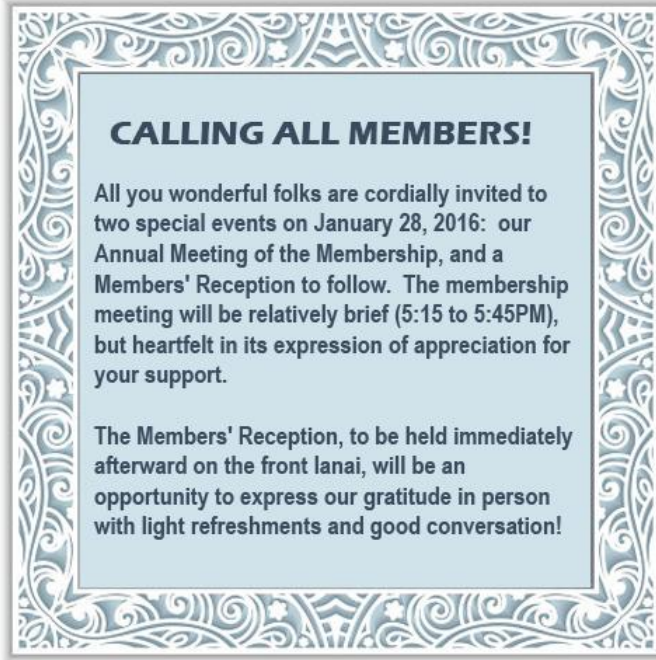 CALLING ALL MEMBERS!
All you wonderful folks are cordially invited to
two special events on January 28, 2016:  our
Annual Meeting of the Membership, and a
Members' Reception to follow.  The membership
meeting will be relatively brief (5:15 to 5:45PM),
but heartfelt in its expression of appreciation for
your support.
The Members' Reception, to be held immediately
afterward on the front lanai, will be an
opportunity to express our gratitude in person
with light refreshments and good conversation!